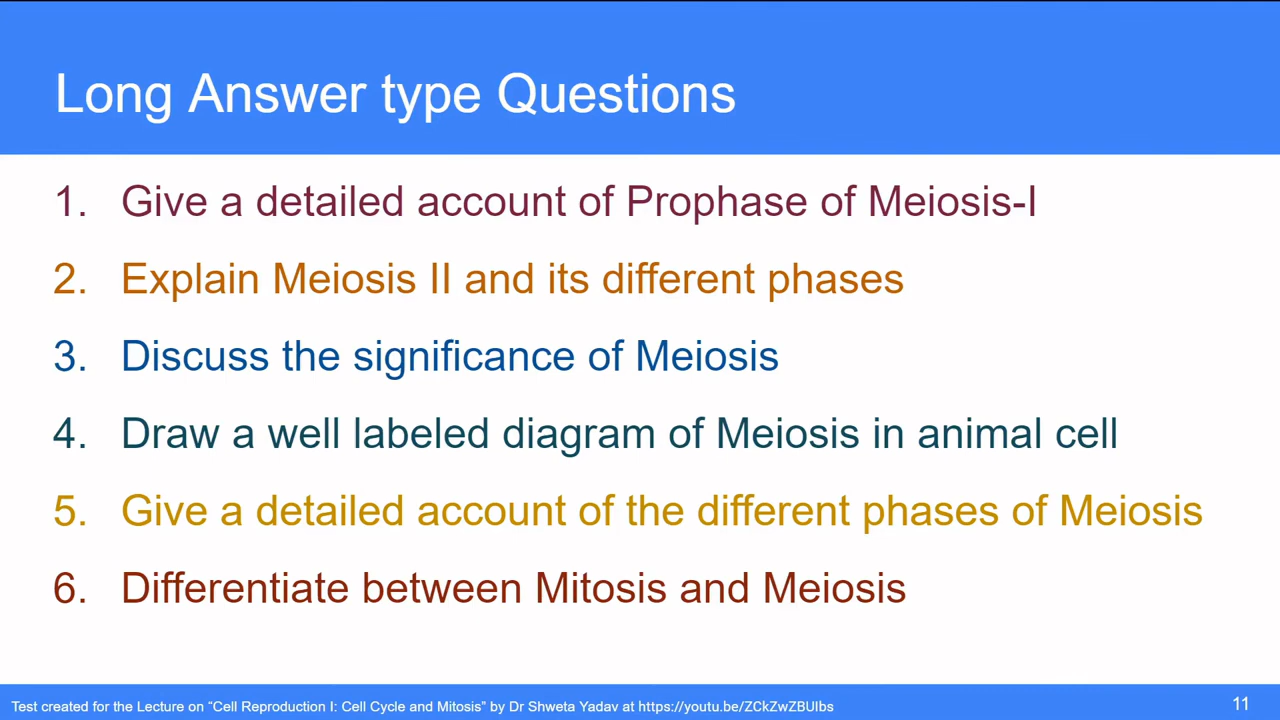 Long Answer type Questions
1. Give a detailed account of Prophase of Meiosis-I
2. Explain Meiosis II and its different phases
3. Discuss the significance of Meiosis
4. Draw a well labeled diagram of Meiosis in animal cell
5. Give a detailed account of the different phases of Meiosis
6. Differentiate between Mitosis and Meiosis
Test created for the Lecture on “Cell Reproduction I: Cell Cycle and Mitosis” by Dr Shweta Yadav at https://youtu.be/ZCkZwZBUIbs
11